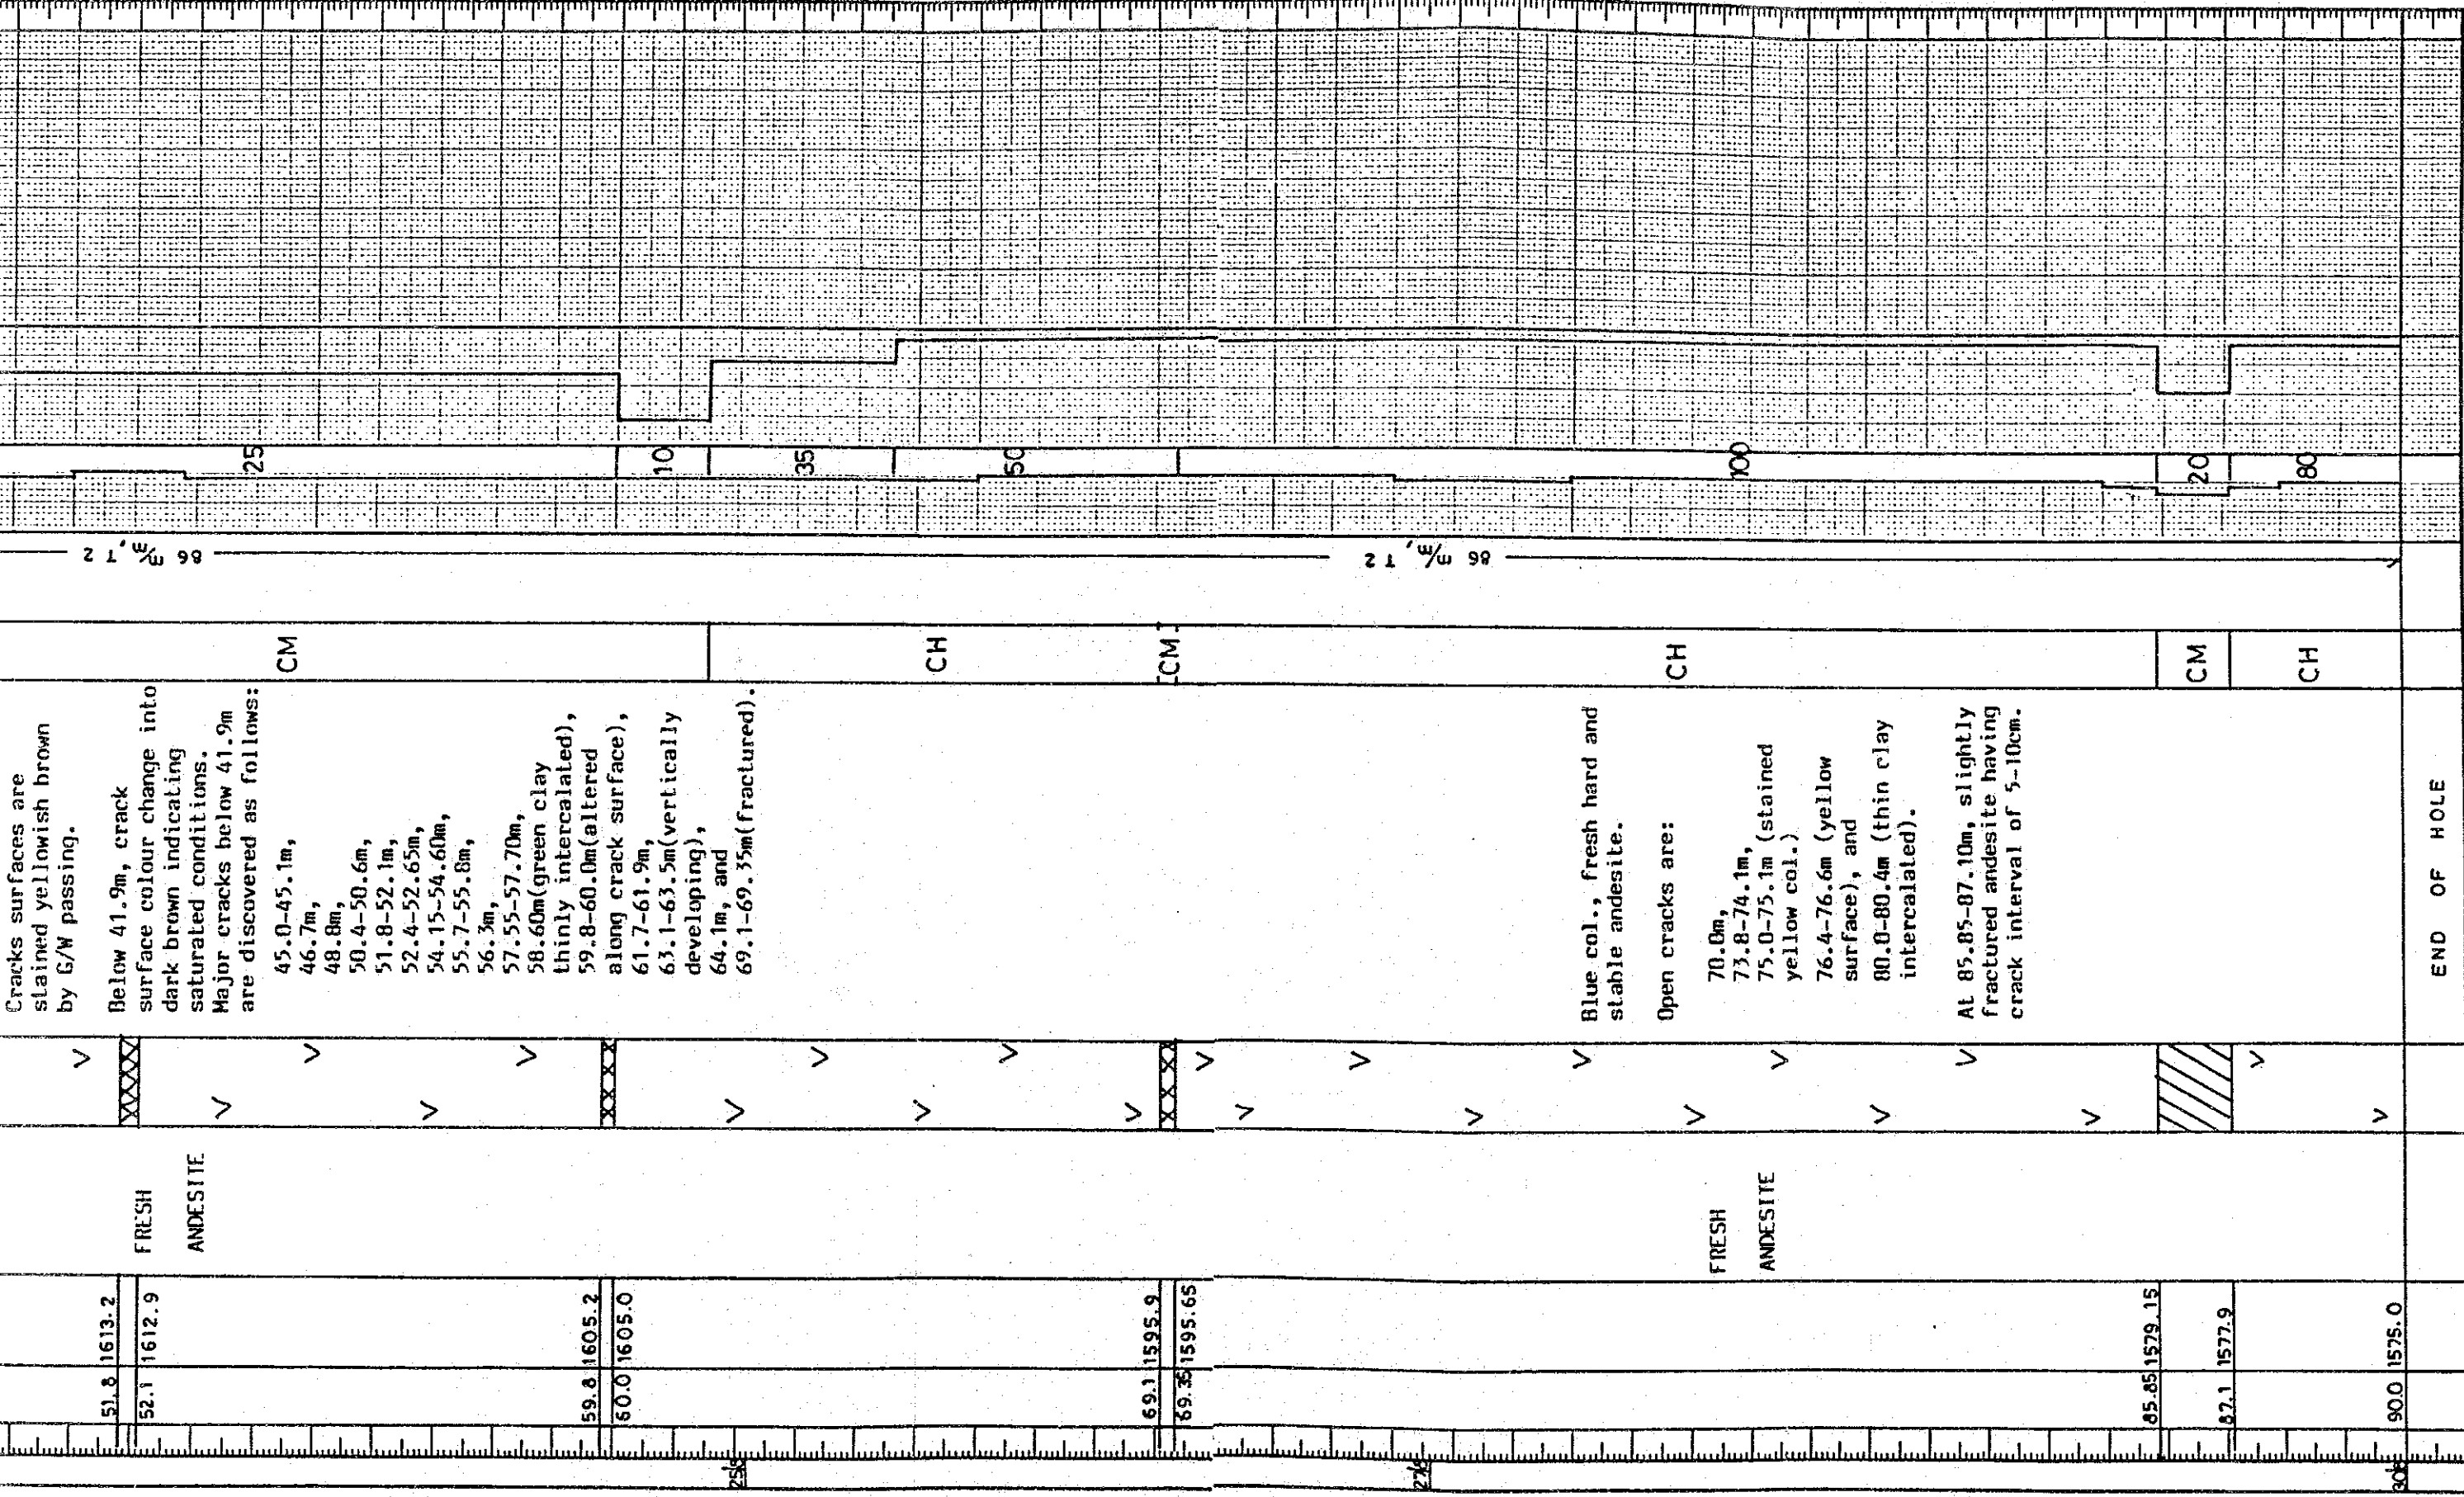 51.8 1613.2
52.1 1612.9
59.8 1605.2
60.0 1605.0
69.1 1595.9
69.35 1595.65
85.85 1579.15
87.1 1577.9
90.0 1575.0
FRESH
ANDESITE
FRESH
ANDESITE
Cracks surfaces are
stained yellowish brown
by G/W passing.
Below 41.9m, crack
surface colour change into
dark brown indicating
saturated conditions.
Major cracks below 41.9m
are discovered as follows:
45.0-45.1m,
46.7m,
48.8m,
50.4-50.6m,
51.8-52.1m,
52.4-52.65m,
54.15-54.60m,
55.7-55.8m,
56.3m,
57.55-57.70m,
58.60m(green clay
thinly intercalated),
59.8-60.0m(altered
along crack surface),
61.7-61.9m,
63.1-63.5m(vertically
developing),
64.1m, and
69.1-69.35m(fractured).
Blue col., fresh hard and
stable andesite.
Open cracks are:
70.0m,
73.8-74.1m,
75.0-75.1m (stained
yellow col.)
76.4-76.6m (yellow
surface), and
80.0-80.4m (thin clay
intercalated).
At 85.85-87.10m, slightly
fractured andesite having
crack interval of 5-10cm.
END OF HOLE
CM
CH
CM
CH
CM
CH
86 m/m, T 2
86 m/m, T 2
25
10
35
50
100
20
80